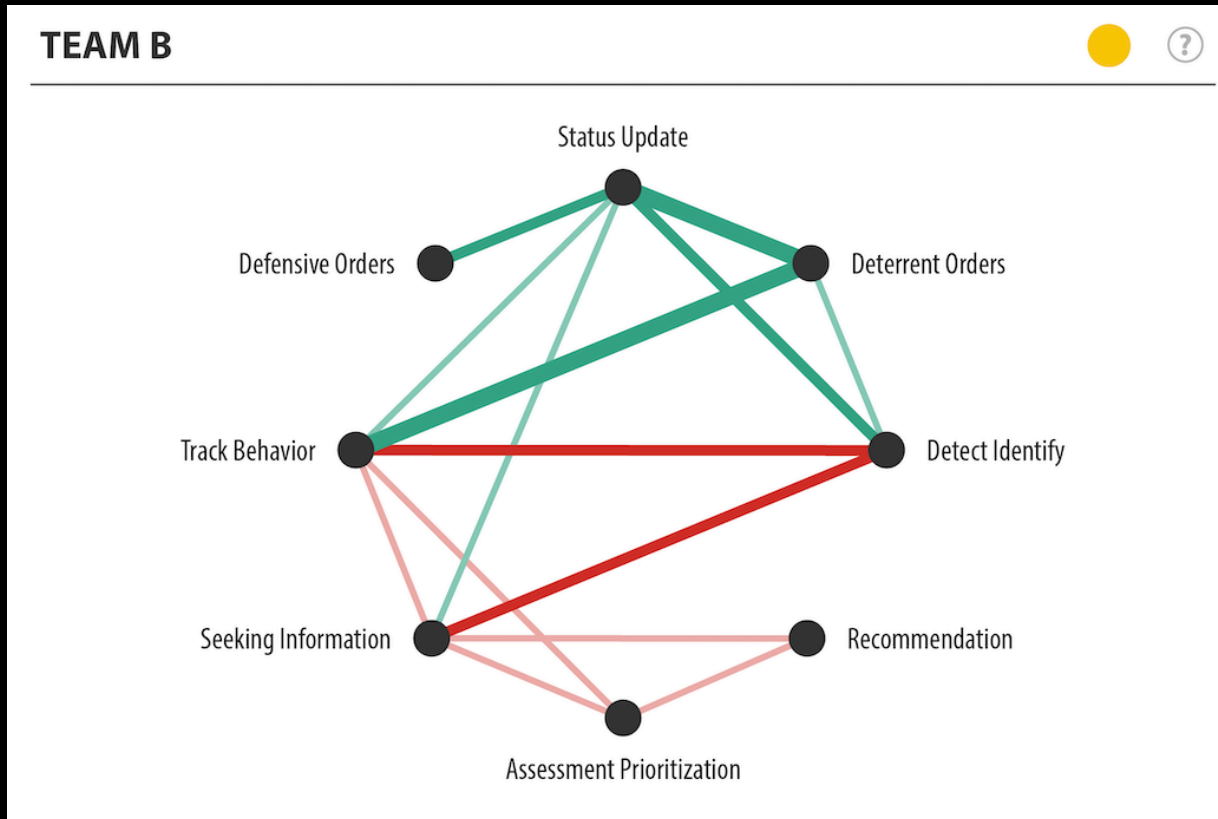 TEAM B
?
Status Update
Defensive Orders
Deterrent Orders
Track Behavior
Detect Identify
Seeking Information
Recommendation
Assessment Prioritization